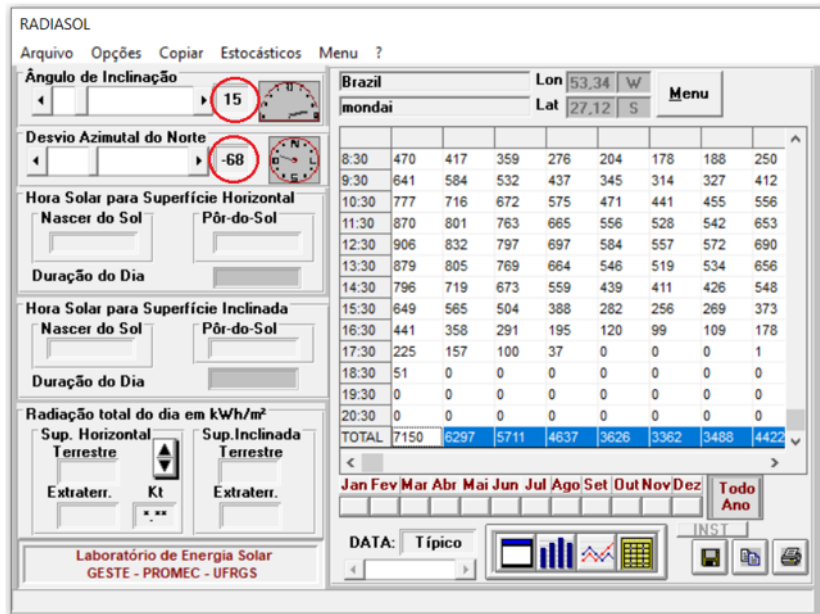 RADIASOL
Arquivo Opções Copiar Estocásticos Menu ?
Ângulo de Inclinação
15
Desvio Azimutal do Norte
-68
N
O L
S
Hora Solar para Superfície Horizontal
Nascer do Sol Pôr-do-Sol
Duração do Dia
Hora Solar para Superfície Inclinada
Nascer do Sol Pôr-do-Sol
Duração do Dia
Radiação total do dia em kWh/m²
Sup. Horizontal Sup.Inclinada
Terrestre Terrestre
Extraterr. Kt Extraterr.
*.**
Laboratório de Energia Solar
GESTE - PROMEC - UFRGS
Brazil Lon 53,34 W
mondai Lat 27,12 S
Menu
8:30 470 417 359 276 204 178 188 250
9:30 641 584 532 437 345 314 327 412
10:30 777 716 672 575 471 441 455 556
11:30 870 801 763 665 556 528 542 653
12:30 906 832 797 697 584 557 572 690
13:30 879 805 769 664 546 519 534 656
14:30 796 719 673 559 439 411 426 548
15:30 649 565 504 388 282 256 269 373
16:30 441 358 291 195 120 99 109 178
17:30 225 157 100 37 0 0 0 1
18:30 51 0 0 0 0 0 0 0
19:30 0 0 0 0 0 0 0 0
20:30 0 0 0 0 0 0 0 0
TOTAL 7150 6297 5711 4637 3626 3362 3488 4422
Jan Fev Mar Abr Mai Jun Jul Ago Set Out Nov Dez
Todo
Ano
INST
DATA: Típico